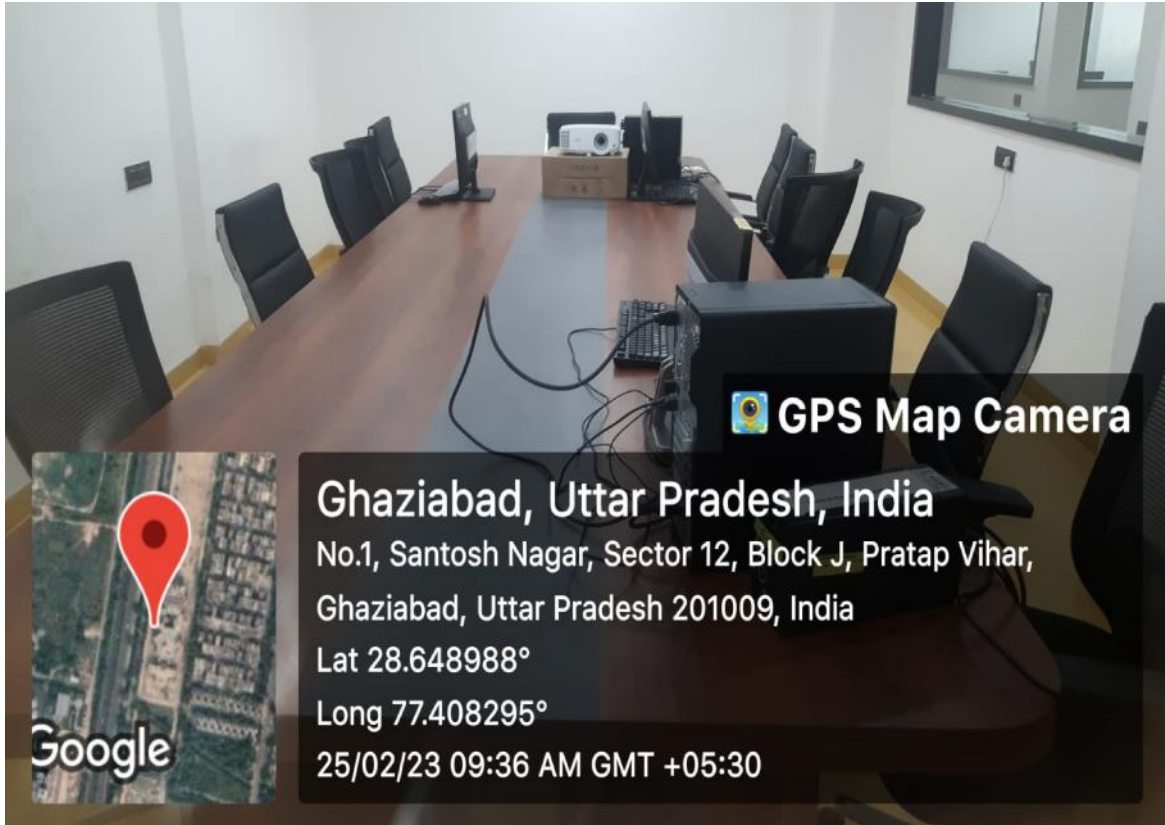 GPS Map Camera
Ghaziabad, Uttar Pradesh, India
No.1, Santosh Nagar, Sector 12, Block J, Pratap Vihar,
Ghaziabad, Uttar Pradesh 201009, India
Lat 28.648988°
Long 77.408295°
25/02/23 09:36 AM GMT +05:30
Google